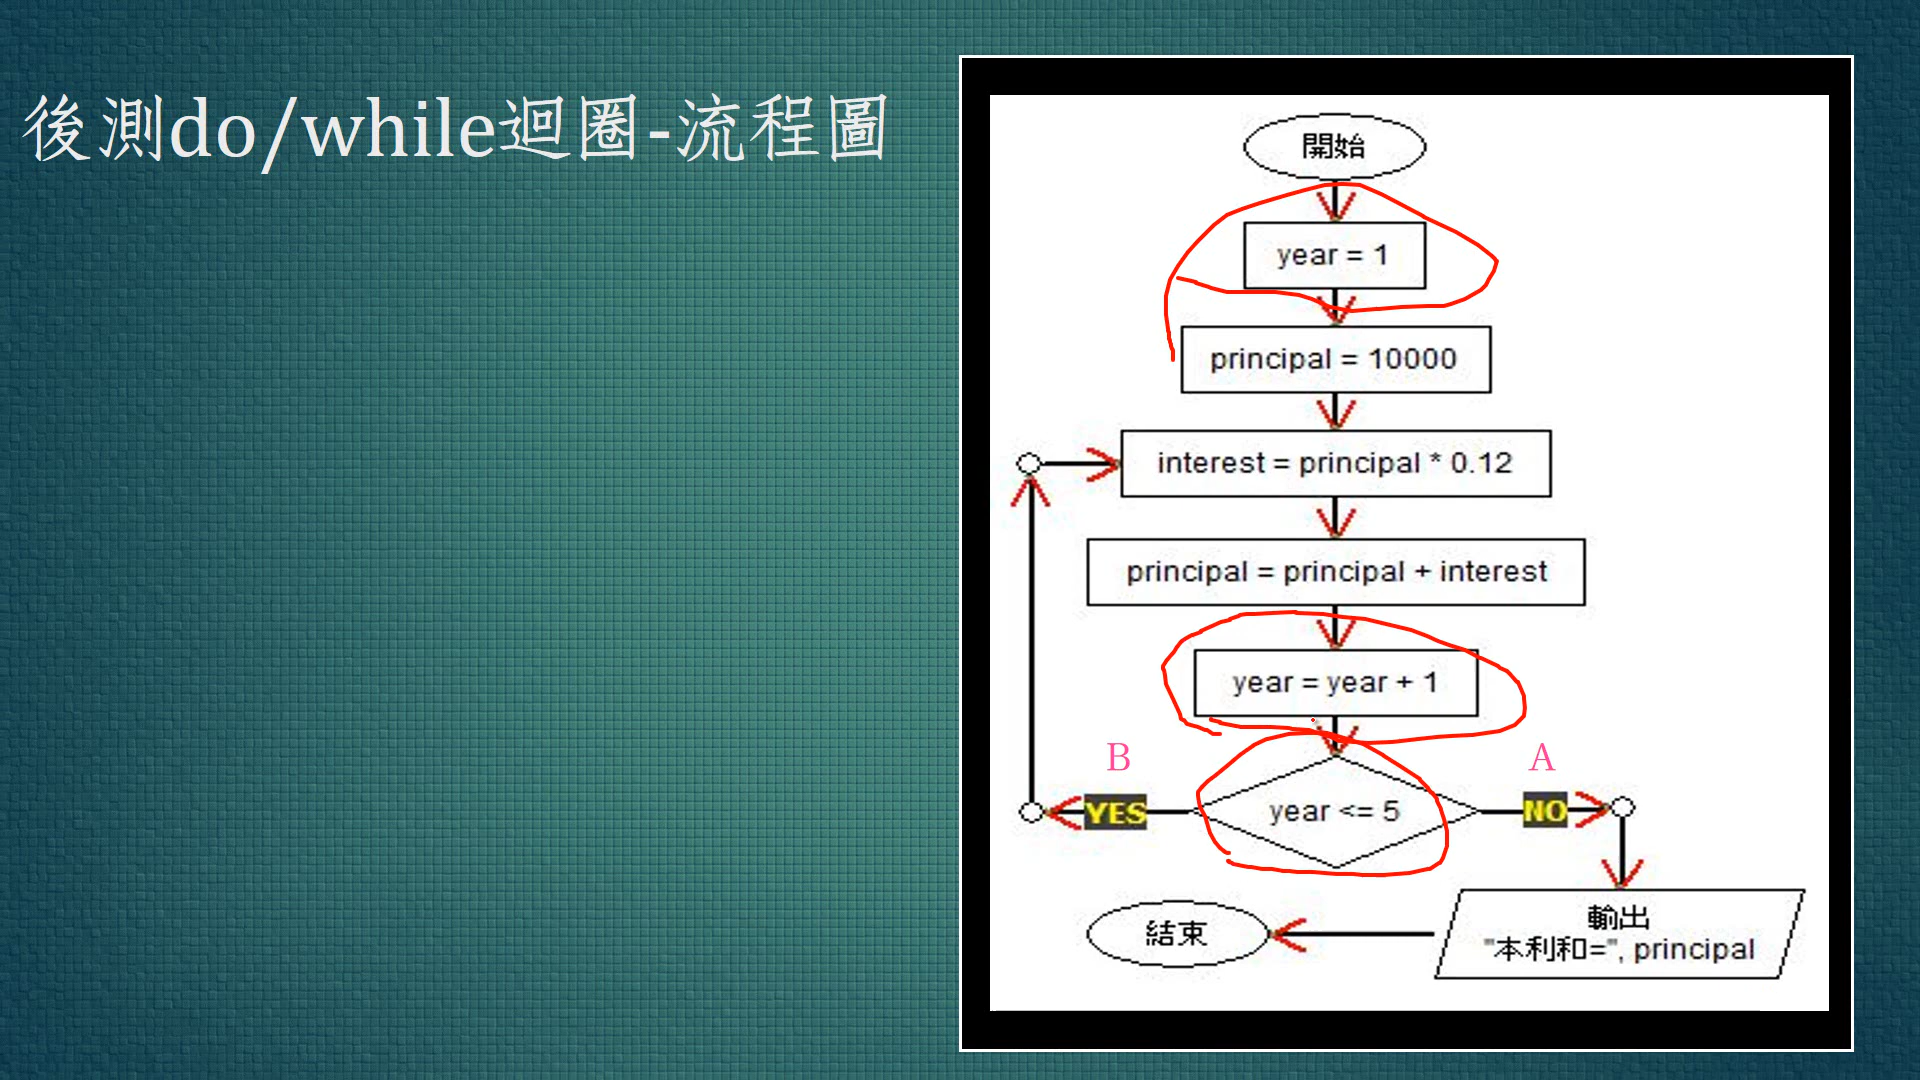 後測do/while迴圈-流程圖
開始
year = 1
principal = 10000
interest = principal * 0.12
principal = principal + interest
year = year + 1
B
A
YES
year <= 5
NO
輸出
"本利和=", principal
結束